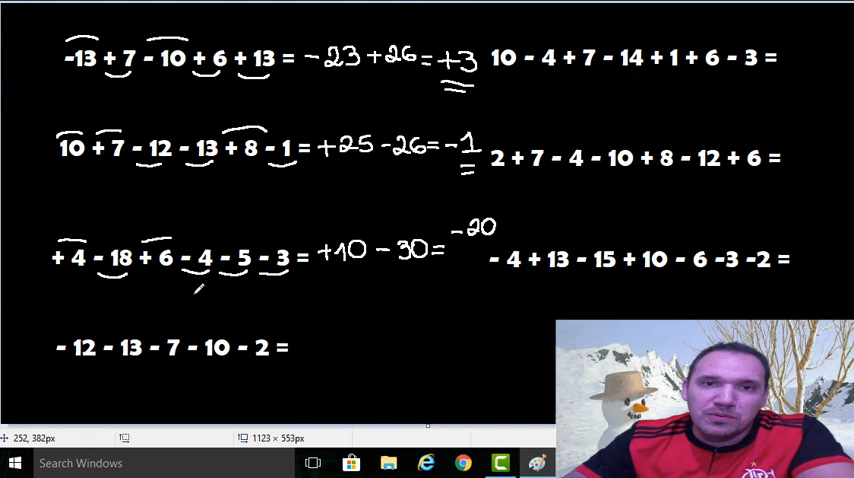 -13 + 7 - 10 + 6 + 13 = -23 +26 = +3
10 - 4 + 7 - 14 + 1 + 6 - 3 =
10 + 7 - 12 - 13 + 8 - 1 = +25 -26 = -1
2 + 7 - 4 - 10 + 8 - 12 + 6 =
+ 4 - 18 + 6 - 4 - 5 - 3 = +10 - 30 = -20
- 4 + 13 - 15 + 10 - 6 -3 -2 =
- 12 - 13 - 7 - 10 - 2 =
252, 382px
1123 × 553px
Search Windows